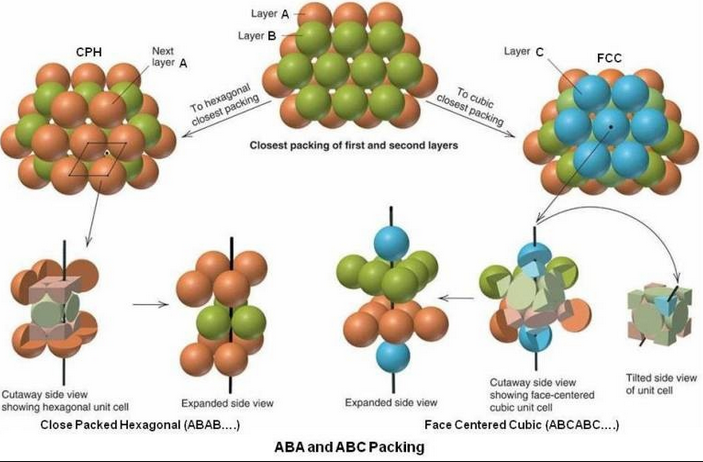 Layer A
Layer B
CPH
Next
layer A
Layer C
FCC
To hexagonal
closest packing
To cubic
closest packing
Closest packing of first and second layers
Cutaway side view
showing hexagonal unit cell
Expanded side view
Expanded side view
Cutaway side view
showing face-centered
cubic unit cell
Tilted side view
of unit cell
Close Packed Hexagonal (ABAB....)
Face Centered Cubic (ABCABC....)
ABA and ABC Packing